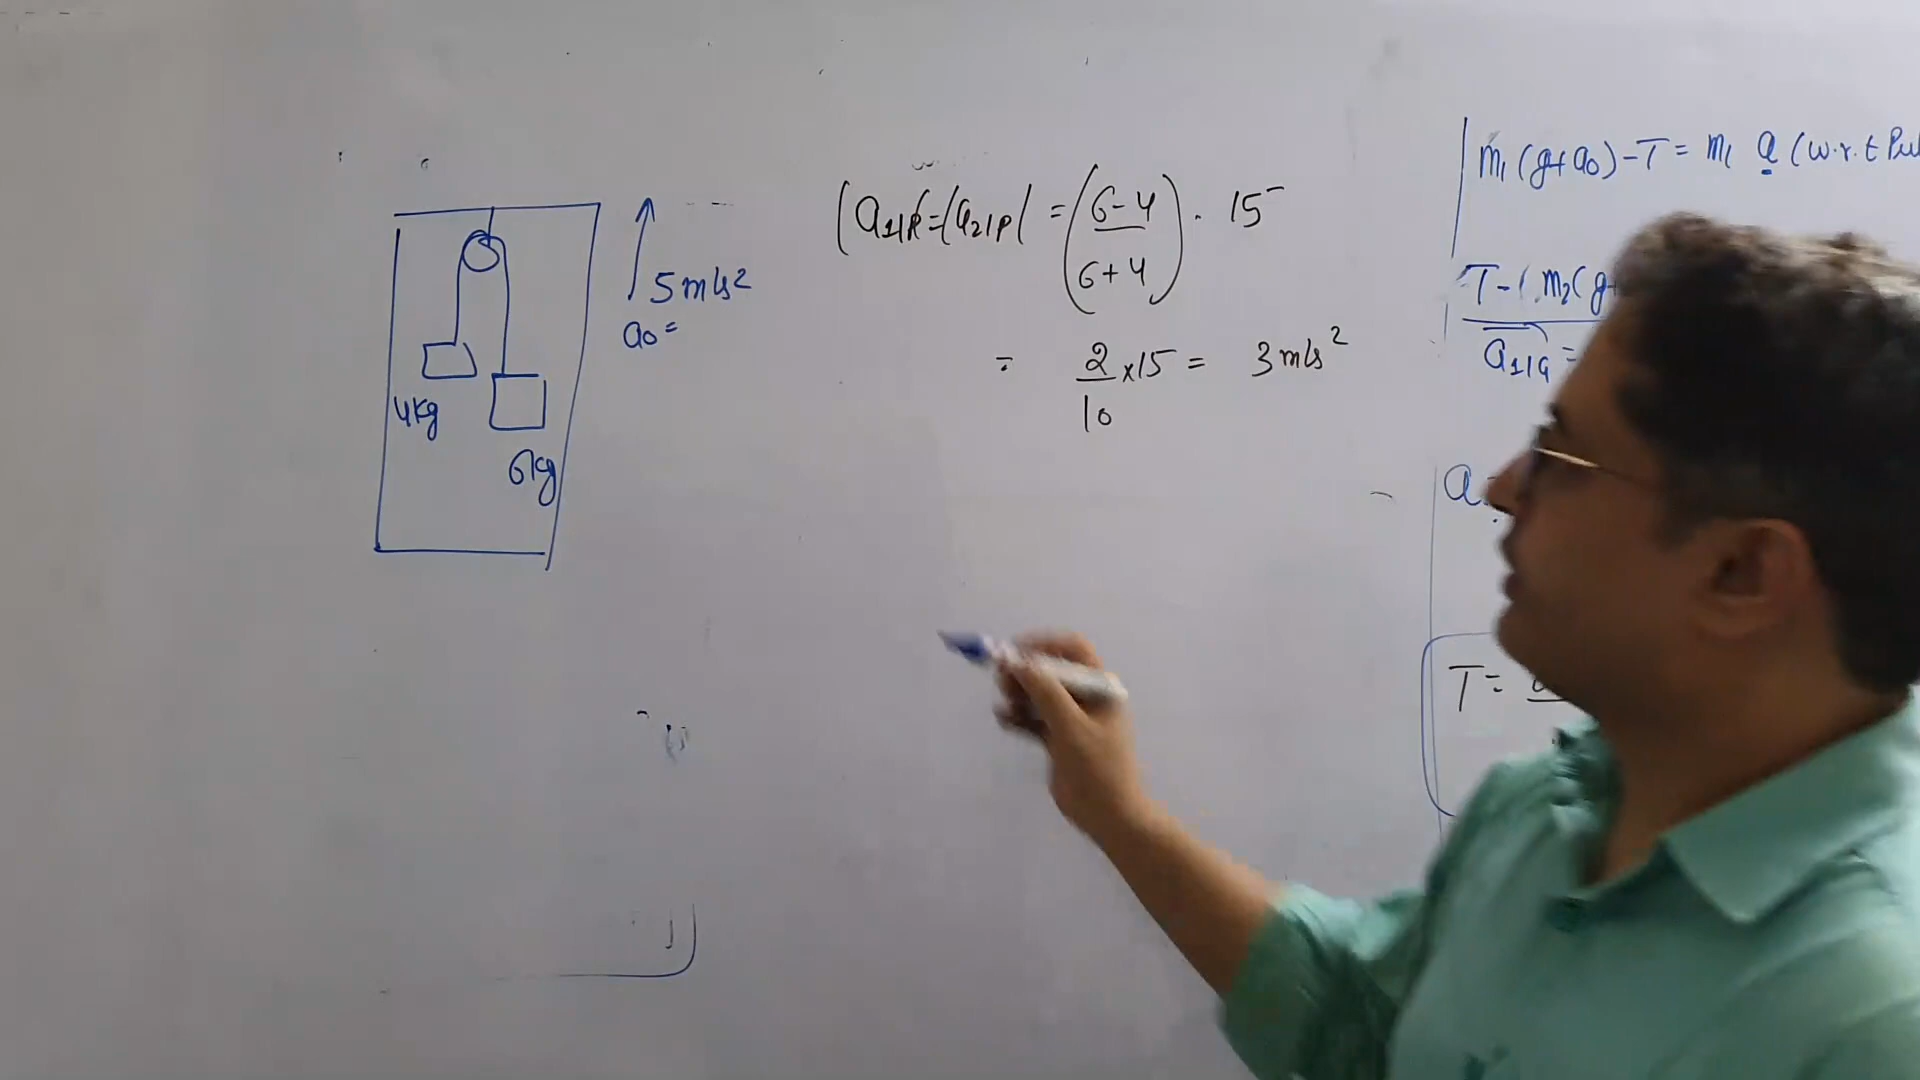 5 m/s²
a₀ =
4Kg
6Kg
|a₁/P|=|a₂/P| = (6-4/6+4) . 15
= 2/10 ×15 = 3 m/s²
m₁(g+a₀)-T = m₁ a (w.r.t Pul
T- m₂(g+
a₁/G =
a
T =